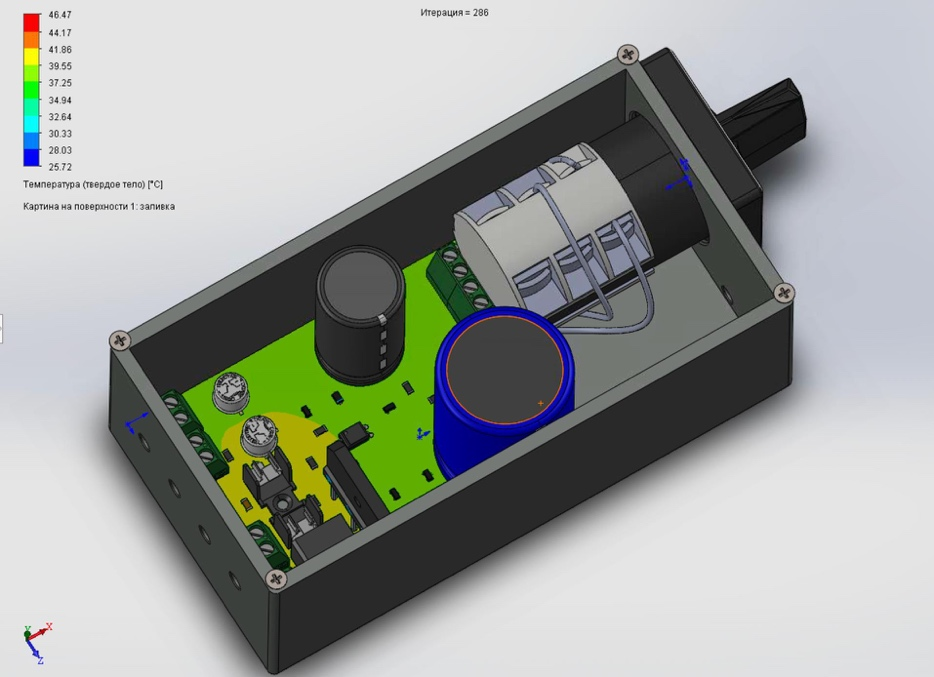 Итерация = 286
46.47
44.17
41.86
39.55
37.25
34.94
32.64
30.33
28.03
25.72
Температура (твердое тело) [°C]
Картина на поверхности 1: заливка
Y
X
Z